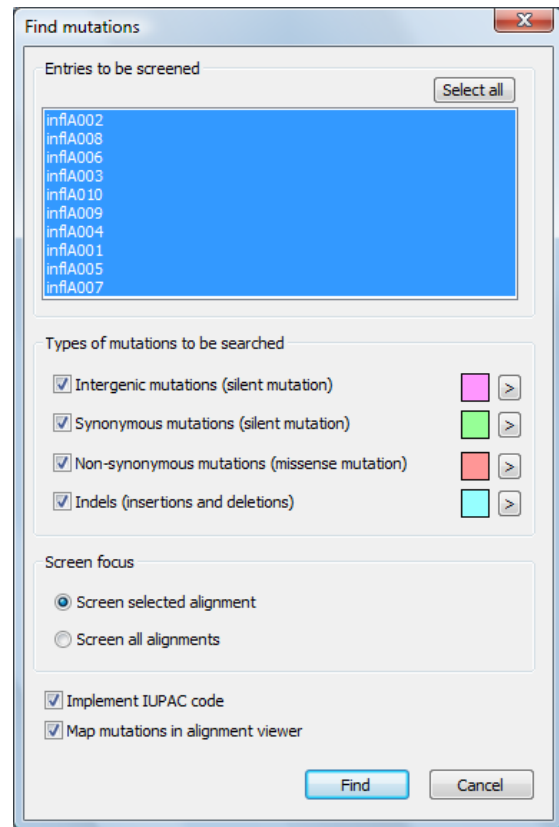 Find mutations
Entries to be screened
Select all
inflA002
inflA008
inflA006
inflA003
inflA010
inflA009
inflA004
inflA001
inflA005
inflA007
Types of mutations to be searched
Intergenic mutations (silent mutation) >
Synonymous mutations (silent mutation) >
Non-synonymous mutations (missense mutation) >
Indels (insertions and deletions) >
Screen focus
Screen selected alignment
Screen all alignments
Implement IUPAC code
Map mutations in alignment viewer
Find Cancel